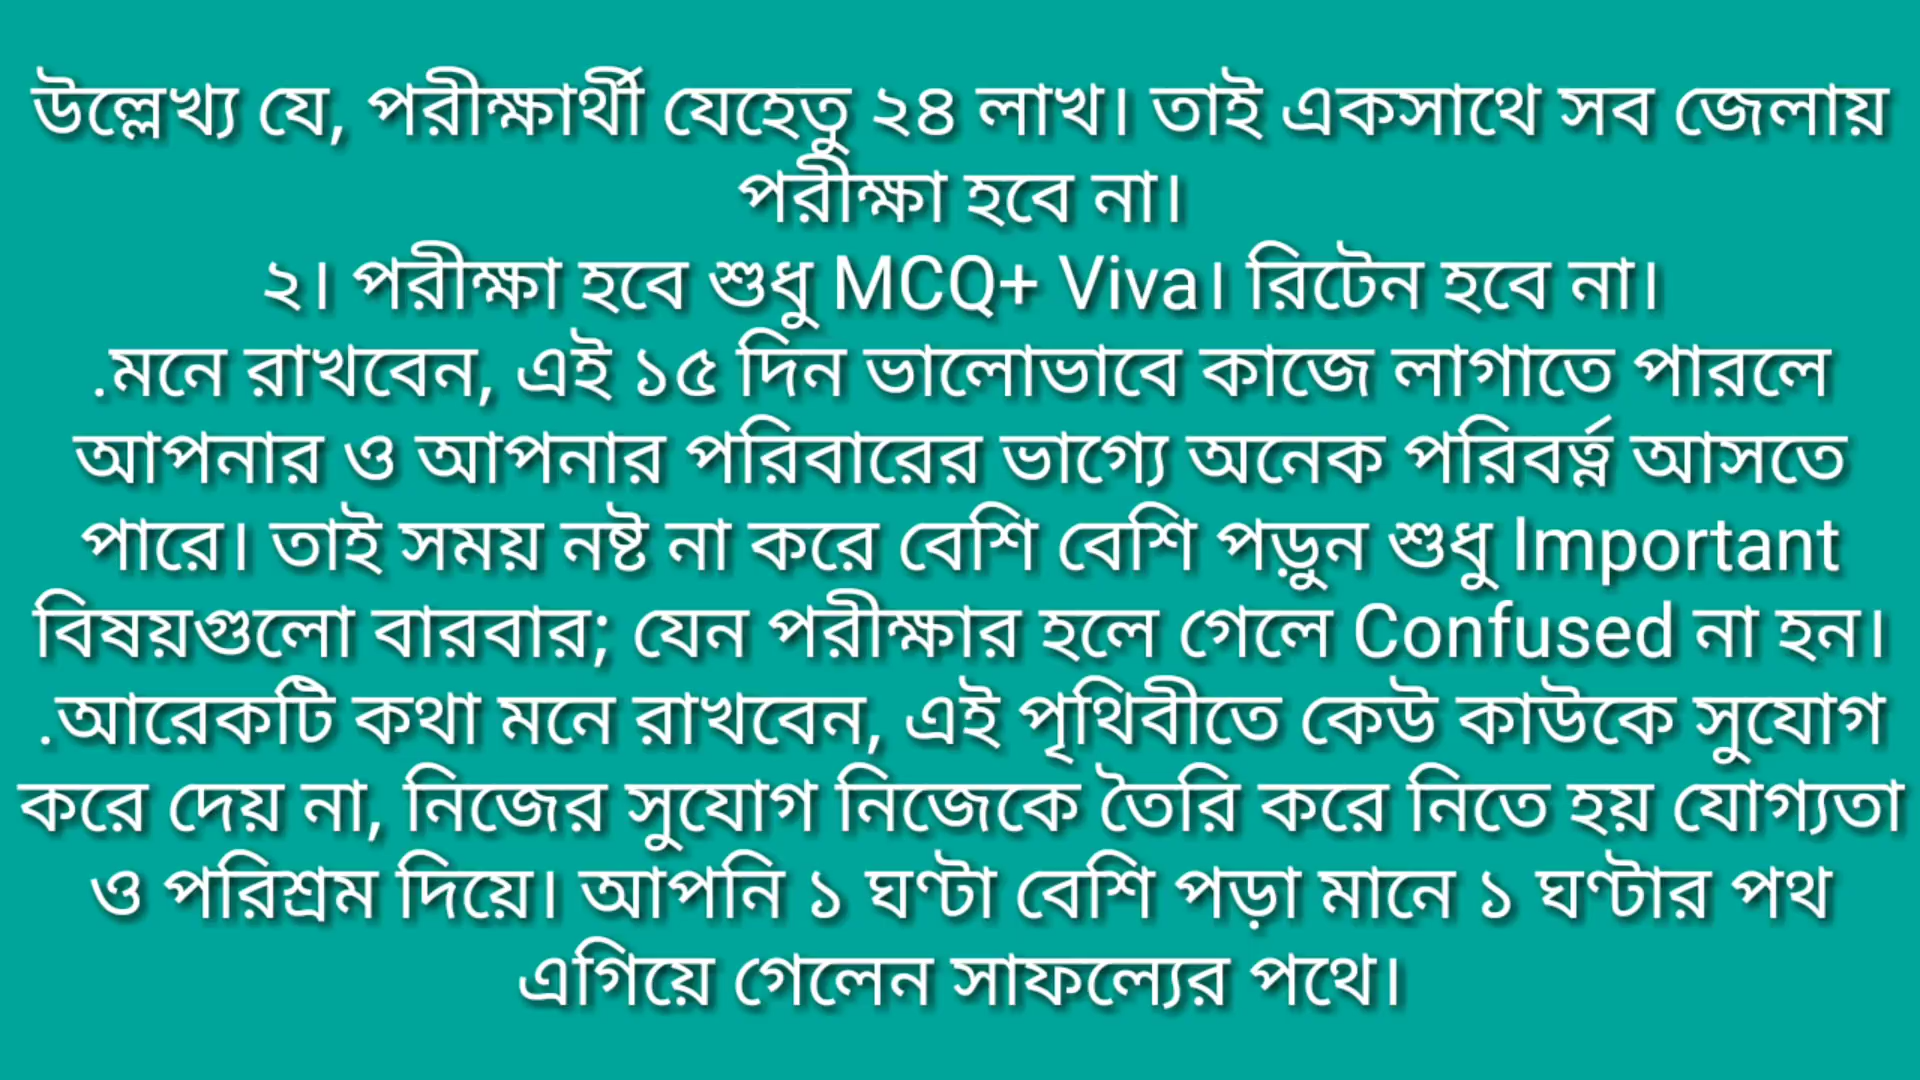 উল্লেখ্য যে, পরীক্ষার্থী যেহেতু ২৪ লাখ। তাই একসাথে সব জেলায়
পরীক্ষা হবে না।
২। পরীক্ষা হবে শুধু MCQ+ Viva। রিটেন হবে না।
.মনে রাখবেন, এই ১৫ দিন ভালোভাবে কাজে লাগাতে পারলে
আপনার ও আপনার পরিবারের ভাগ্যে অনেক পরিবর্ত্ন আসতে
পারে। তাই সময় নষ্ট না করে বেশি বেশি পড়ুন শুধু Important
বিষয়গুলো বারবার; যেন পরীক্ষার হলে গেলে Confused না হন।
.আরেকটি কথা মনে রাখবেন, এই পৃথিবীতে কেউ কাউকে সুযোগ
করে দেয় না, নিজের সুযোগ নিজেকে তৈরি করে নিতে হয় যোগ্যতা
ও পরিশ্রম দিয়ে। আপনি ১ ঘণ্টা বেশি পড়া মানে ১ ঘণ্টার পথ
এগিয়ে গেলেন সাফল্যের পথে।